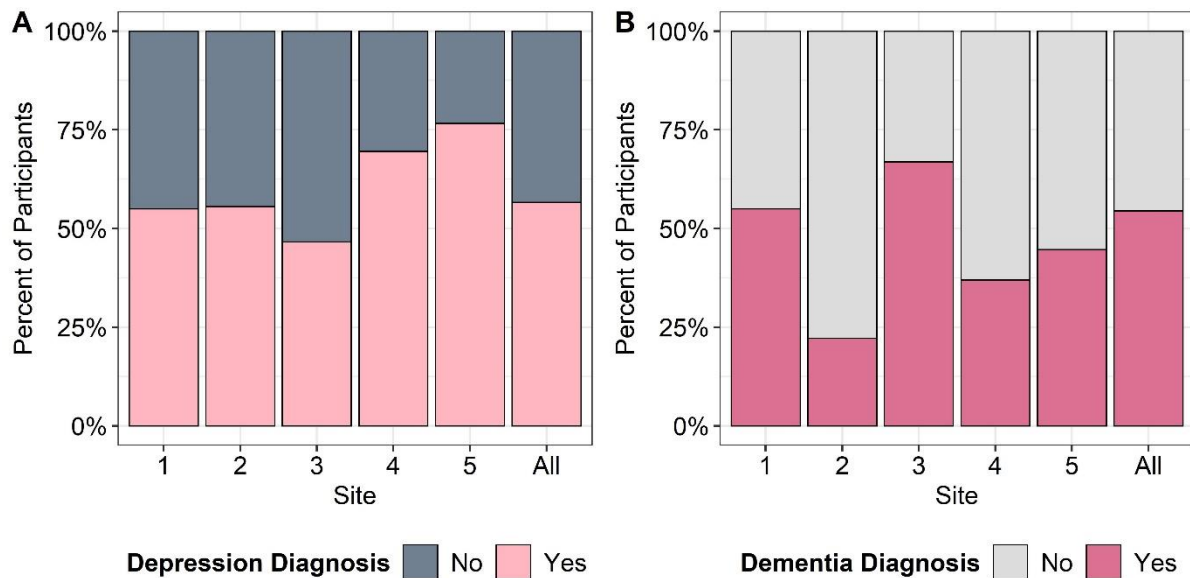 A
100%
75%
50%
25%
0%
Percent of Participants
1 2 3 4 5 All
Site
Depression Diagnosis No Yes
B
100%
75%
50%
25%
0%
Percent of Participants
1 2 3 4 5 All
Site
Dementia Diagnosis No Yes